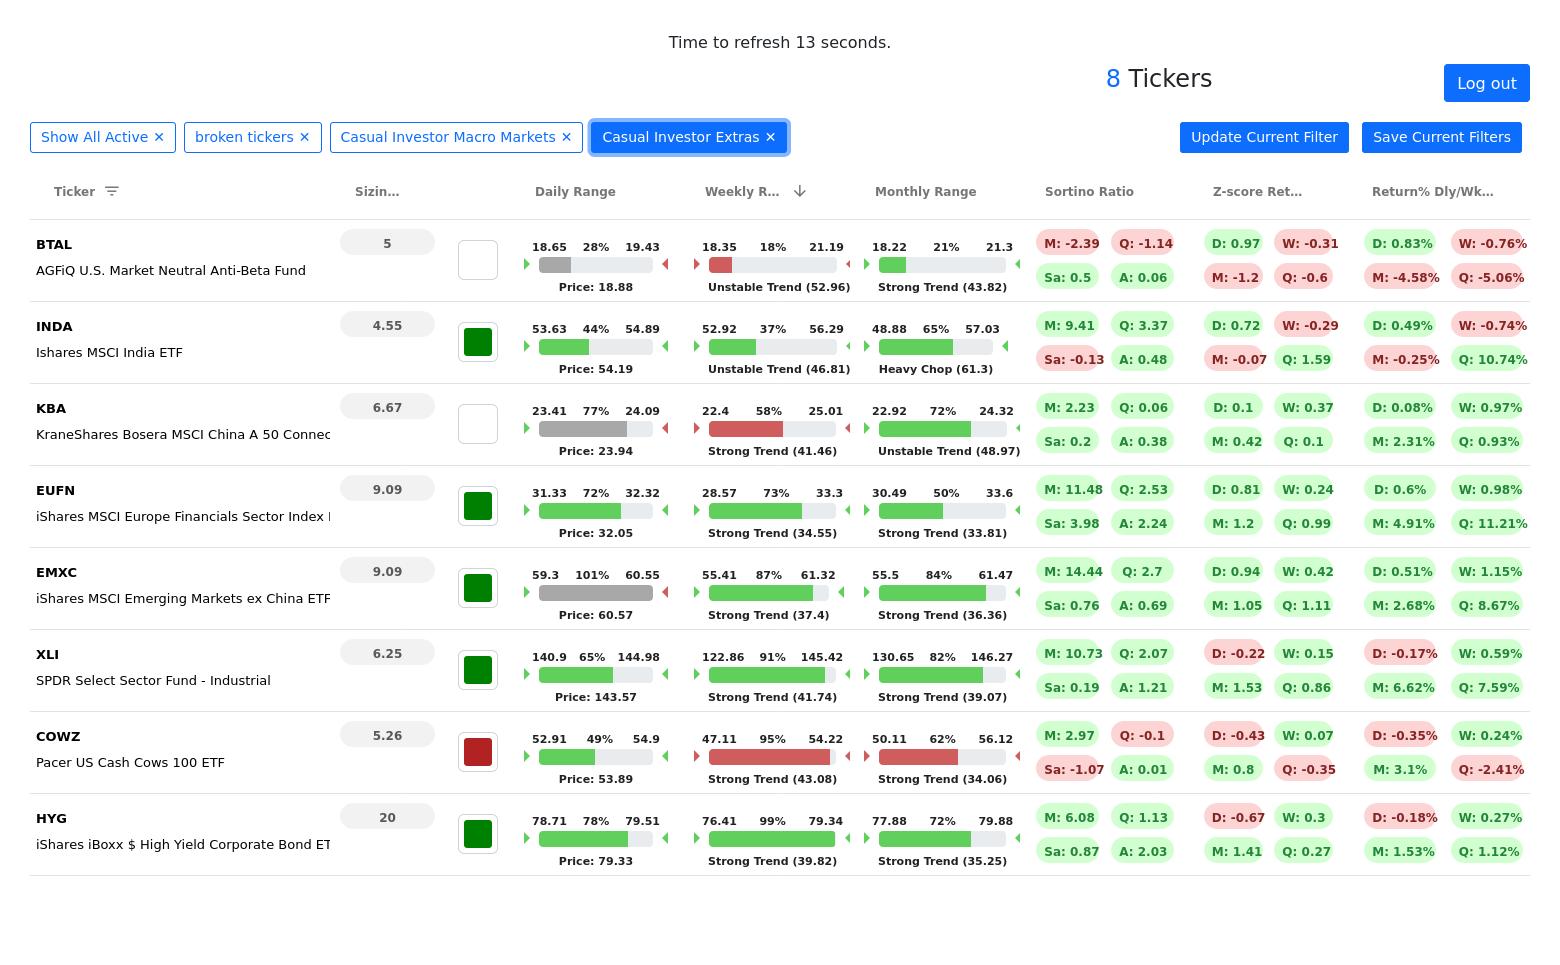 Time to refresh 13 seconds.
8 Tickers
Log out
Show All Active ✕ broken tickers ✕ Casual Investor Macro Markets ✕ Casual Investor Extras ✕ Update Current Filter Save Current Filters
Ticker Sizin... Daily Range Weekly R... Monthly Range Sortino Ratio Z-score Ret... Return% Dly/Wk...
BTAL 5 18.65 28% 19.43 18.35 18% 21.19 18.22 21% 21.3 M: -2.39 Q: -1.14 D: 0.97 W: -0.31 D: 0.83% W: -0.76%
AGFiQ U.S. Market Neutral Anti-Beta Fund Sa: 0.5 A: 0.06 M: -1.2 Q: -0.6 M: -4.58% Q: -5.06%
Price: 18.88 Unstable Trend (52.96) Strong Trend (43.82)
INDA 4.55 53.63 44% 54.89 52.92 37% 56.29 48.88 65% 57.03 M: 9.41 Q: 3.37 D: 0.72 W: -0.29 D: 0.49% W: -0.74%
Ishares MSCI India ETF Sa: -0.13 A: 0.48 M: -0.07 Q: 1.59 M: -0.25% Q: 10.74%
Price: 54.19 Unstable Trend (46.81) Heavy Chop (61.3)
KBA 6.67 23.41 77% 24.09 22.4 58% 25.01 22.92 72% 24.32 M: 2.23 Q: 0.06 D: 0.1 W: 0.37 D: 0.08% W: 0.97%
KraneShares Bosera MSCI China A 50 Connec Sa: 0.2 A: 0.38 M: 0.42 Q: 0.1 M: 2.31% Q: 0.93%
Price: 23.94 Strong Trend (41.46) Unstable Trend (48.97)
EUFN 9.09 31.33 72% 32.32 28.57 73% 33.3 30.49 50% 33.6 M: 11.48 Q: 2.53 D: 0.81 W: 0.24 D: 0.6% W: 0.98%
iShares MSCI Europe Financials Sector Index Sa: 3.98 A: 2.24 M: 1.2 Q: 0.99 M: 4.91% Q: 11.21%
Price: 32.05 Strong Trend (34.55) Strong Trend (33.81)
EMXC 9.09 59.3 101% 60.55 55.41 87% 61.32 55.5 84% 61.47 M: 14.44 Q: 2.7 D: 0.94 W: 0.42 D: 0.51% W: 1.15%
iShares MSCI Emerging Markets ex China ETF Sa: 0.76 A: 0.69 M: 1.05 Q: 1.11 M: 2.68% Q: 8.67%
Price: 60.57 Strong Trend (37.4) Strong Trend (36.36)
XLI 6.25 140.9 65% 144.98 122.86 91% 145.42 130.65 82% 146.27 M: 10.73 Q: 2.07 D: -0.22 W: 0.15 D: -0.17% W: 0.59%
SPDR Select Sector Fund - Industrial Sa: 0.19 A: 1.21 M: 1.53 Q: 0.86 M: 6.62% Q: 7.59%
Price: 143.57 Strong Trend (41.74) Strong Trend (39.07)
COWZ 5.26 52.91 49% 54.9 47.11 95% 54.22 50.11 62% 56.12 M: 2.97 Q: -0.1 D: -0.43 W: 0.07 D: -0.35% W: 0.24%
Pacer US Cash Cows 100 ETF Sa: -1.07 A: 0.01 M: 0.8 Q: -0.35 M: 3.1% Q: -2.41%
Price: 53.89 Strong Trend (43.08) Strong Trend (34.06)
HYG 20 78.71 78% 79.51 76.41 99% 79.34 77.88 72% 79.88 M: 6.08 Q: 1.13 D: -0.67 W: 0.3 D: -0.18% W: 0.27%
iShares iBoxx $ High Yield Corporate Bond ET Sa: 0.87 A: 2.03 M: 1.41 Q: 0.27 M: 1.53% Q: 1.12%
Price: 79.33 Strong Trend (39.82) Strong Trend (35.25)